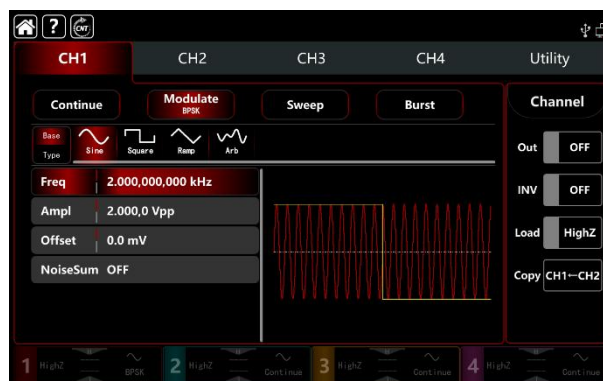 ? CNT
CH1 CH2 CH3 CH4 Utility
Continue Modulate Sweep Burst Channel
BPSK
Base
Type Sine Square Ramp Arb
Out OFF
Freq 2.000,000,000 kHz
INV OFF
Ampl 2.000,0 Vpp
Load HighZ
Offset 0.0 mV
NoiseSum OFF
Copy CH1←CH2
1 HighZ BPSK 2 HighZ Continue 3 HighZ Continue 4 HighZ Continue